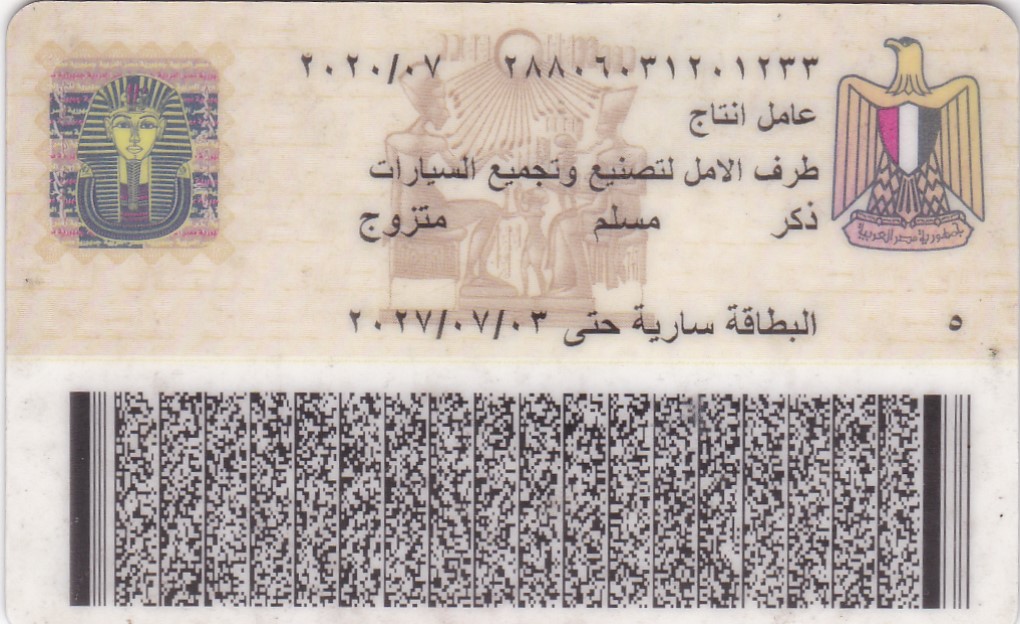 ٢٨٨٠٦٠٣١٢٠١٢٣٣ ٢٠٢٠/٠٧
عامل انتاج
طرف الامل لتصنيع وتجميع السيارات
ذكر مسلم متزوج
البطاقة سارية حتى ٢٠٢٧/٠٧/٠٣
٥
جمهورية مصر العربية